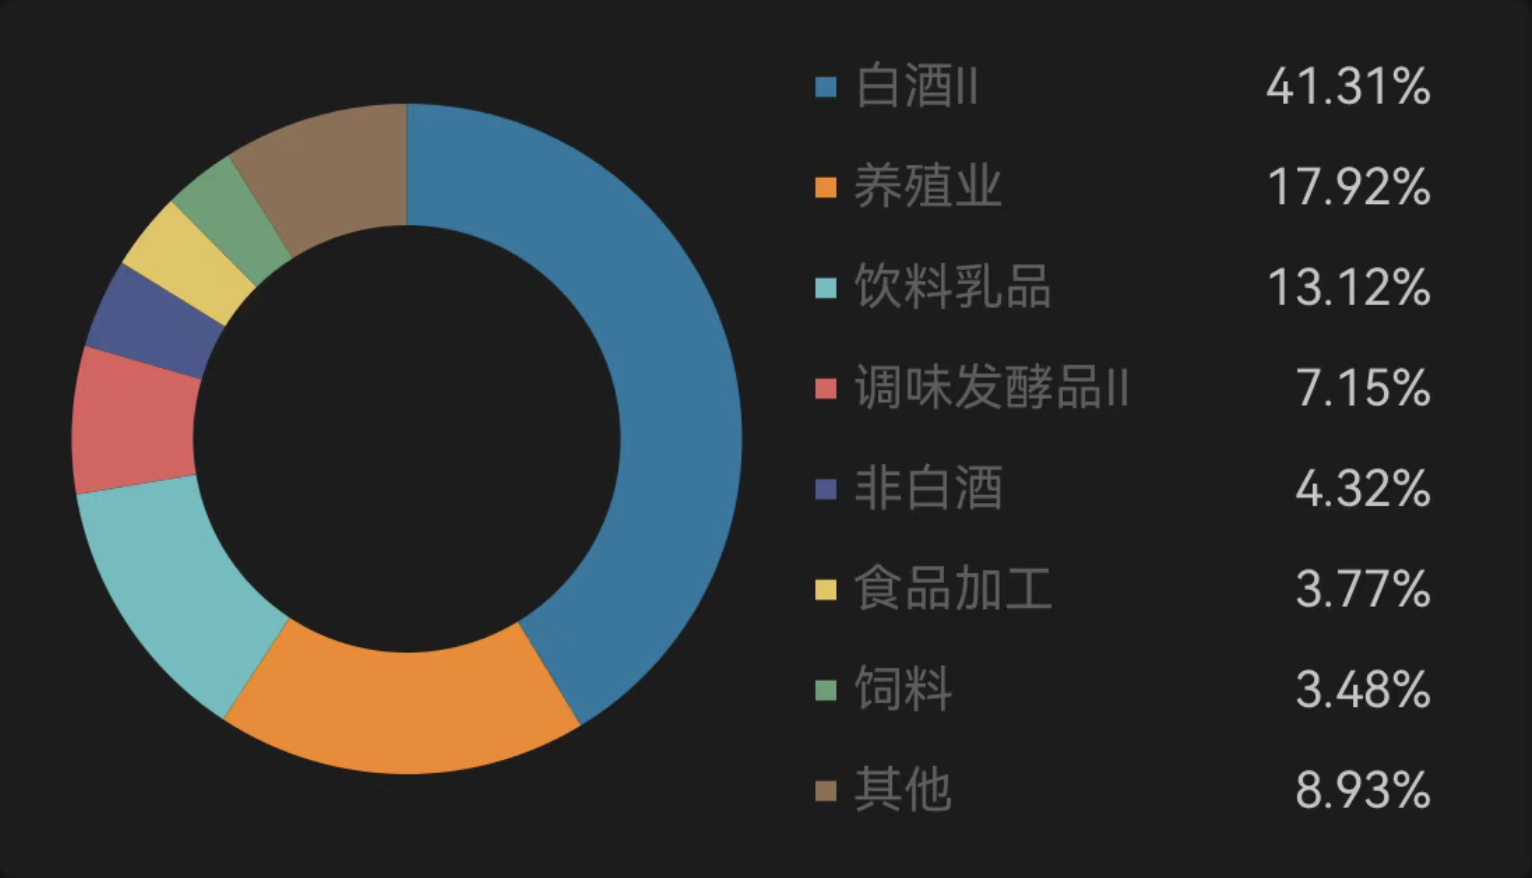 白酒II 41.31%
养殖业 17.92%
饮料乳品 13.12%
调味发酵品II 7.15%
非白酒 4.32%
食品加工 3.77%
饲料 3.48%
其他 8.93%